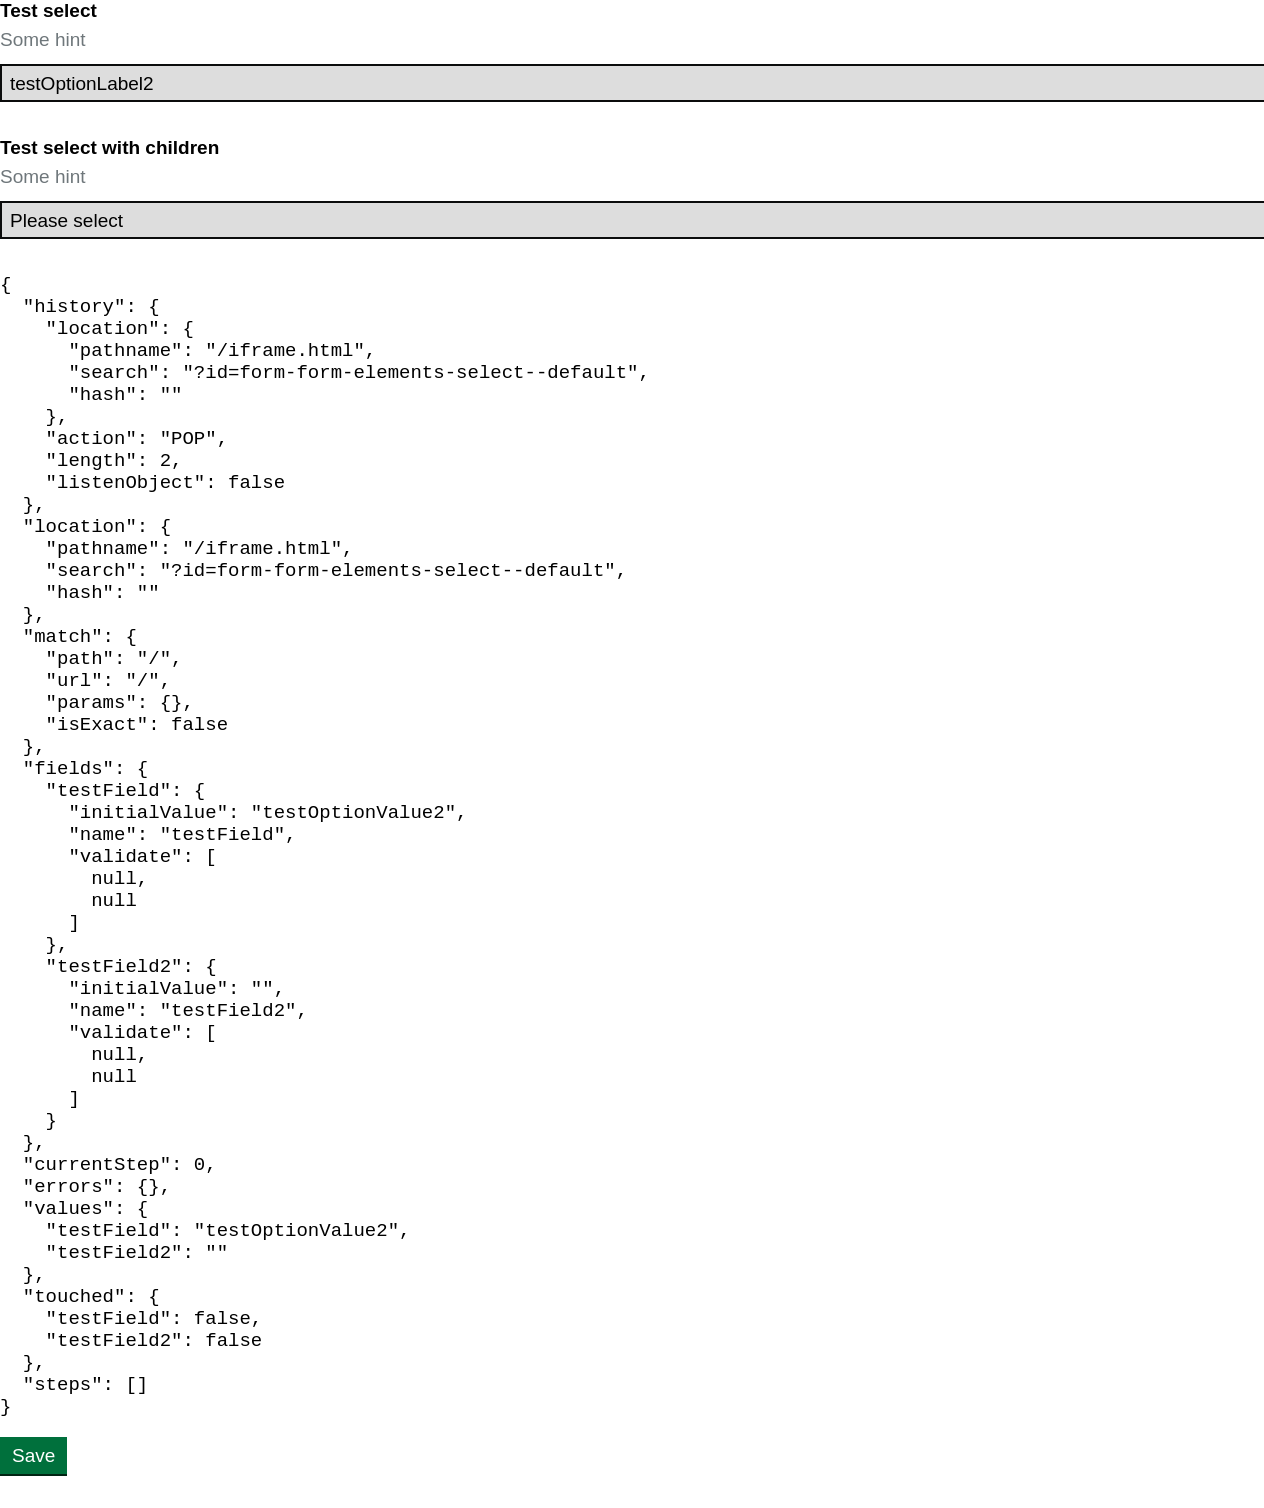 Test select
Some hint
testOptionLabel2
Test select with children
Some hint
Please select
{
  "history": {
    "location": {
      "pathname": "/iframe.html",
      "search": "?id=form-form-elements-select--default",
      "hash": ""
    },
    "action": "POP",
    "length": 2,
    "listenObject": false
  },
  "location": {
    "pathname": "/iframe.html",
    "search": "?id=form-form-elements-select--default",
    "hash": ""
  },
  "match": {
    "path": "/",
    "url": "/",
    "params": {},
    "isExact": false
  },
  "fields": {
    "testField": {
      "initialValue": "testOptionValue2",
      "name": "testField",
      "validate": [
        null,
        null
      ]
    },
    "testField2": {
      "initialValue": "",
      "name": "testField2",
      "validate": [
        null,
        null
      ]
    }
  },
  "currentStep": 0,
  "errors": {},
  "values": {
    "testField": "testOptionValue2",
    "testField2": ""
  },
  "touched": {
    "testField": false,
    "testField2": false
  },
  "steps": []
}
Save